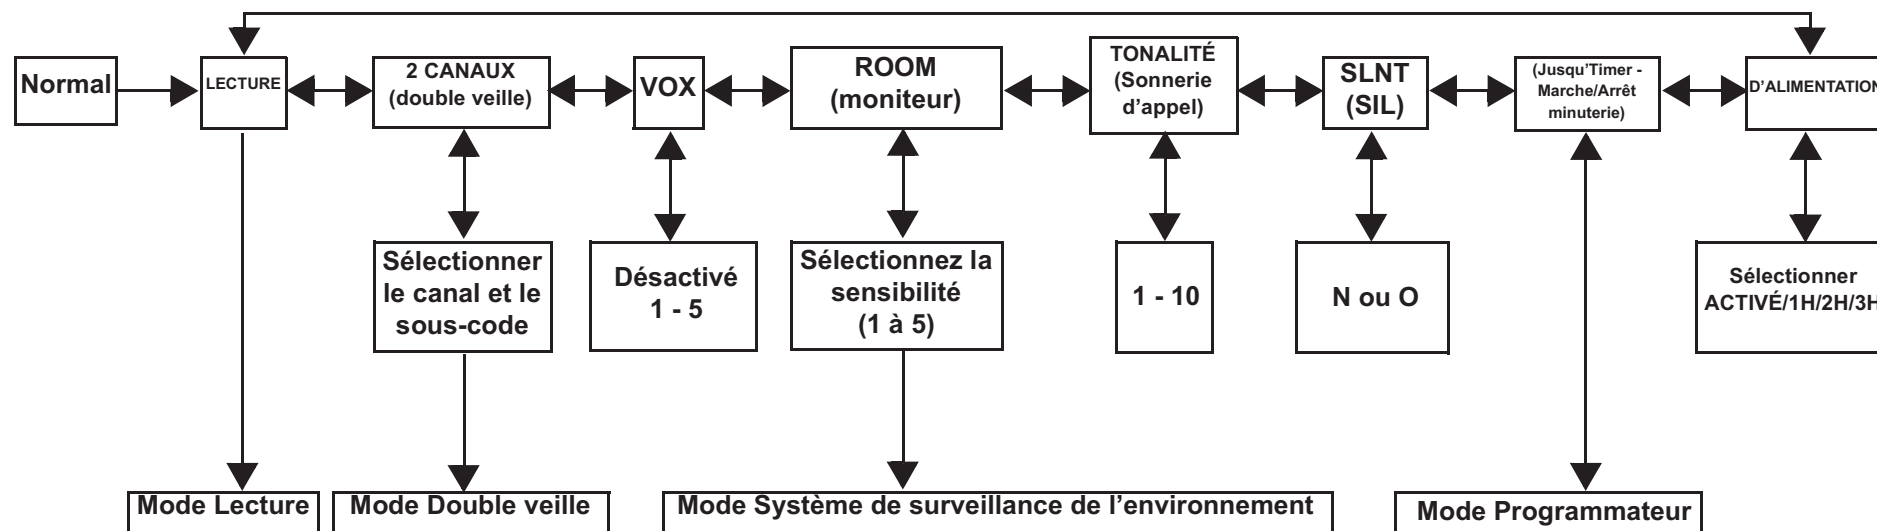 Normal
LECTURE
2 CANAUX
(double veille)
VOX
ROOM
(moniteur)
TONALITÉ
(Sonnerie
d'appel)
SLNT
(SIL)
(Jusqu'Timer -
Marche/Arrêt
minuterie)
D'ALIMENTATION
Sélectionner
le canal et le
sous-code
Désactivé
1 - 5
Sélectionnez la
sensibilité
(1 à 5)
1 - 10
N ou O
Sélectionner
ACTIVÉ/1H/2H/3H
Mode Lecture
Mode Double veille
Mode Système de surveillance de l'environnement
Mode Programmateur